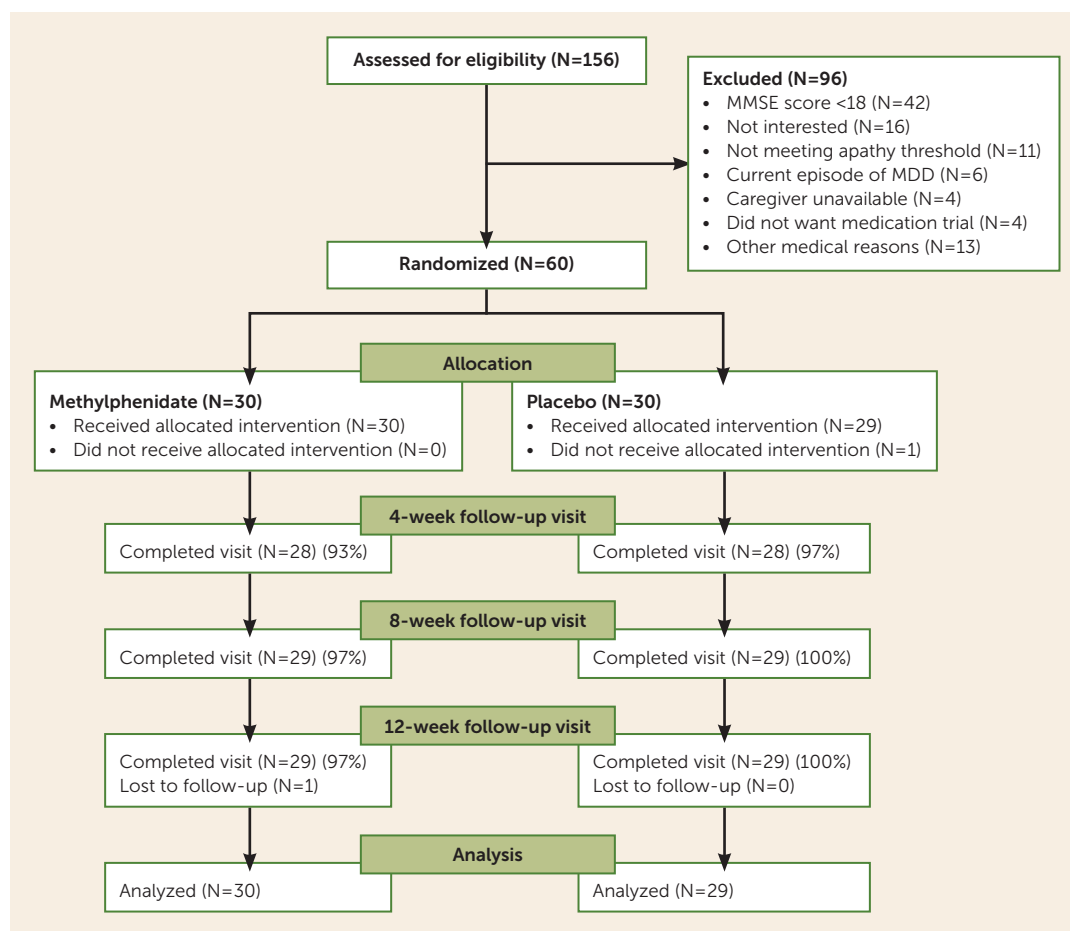 Assessed for eligibility (N=156)
Excluded (N=96)
• MMSE score <18 (N=42)
• Not interested (N=16)
• Not meeting apathy threshold (N=11)
• Current episode of MDD (N=6)
• Caregiver unavailable (N=4)
• Did not want medication trial (N=4)
• Other medical reasons (N=13)
Randomized (N=60)
Allocation
Methylphenidate (N=30)
• Received allocated intervention (N=30)
• Did not receive allocated intervention (N=0)
Placebo (N=30)
• Received allocated intervention (N=29)
• Did not receive allocated intervention (N=1)
4-week follow-up visit
Completed visit (N=28) (93%)
Completed visit (N=28) (97%)
8-week follow-up visit
Completed visit (N=29) (97%)
Completed visit (N=29) (100%)
12-week follow-up visit
Completed visit (N=29) (97%)
Lost to follow-up (N=1)
Completed visit (N=29) (100%)
Lost to follow-up (N=0)
Analysis
Analyzed (N=30)
Analyzed (N=29)